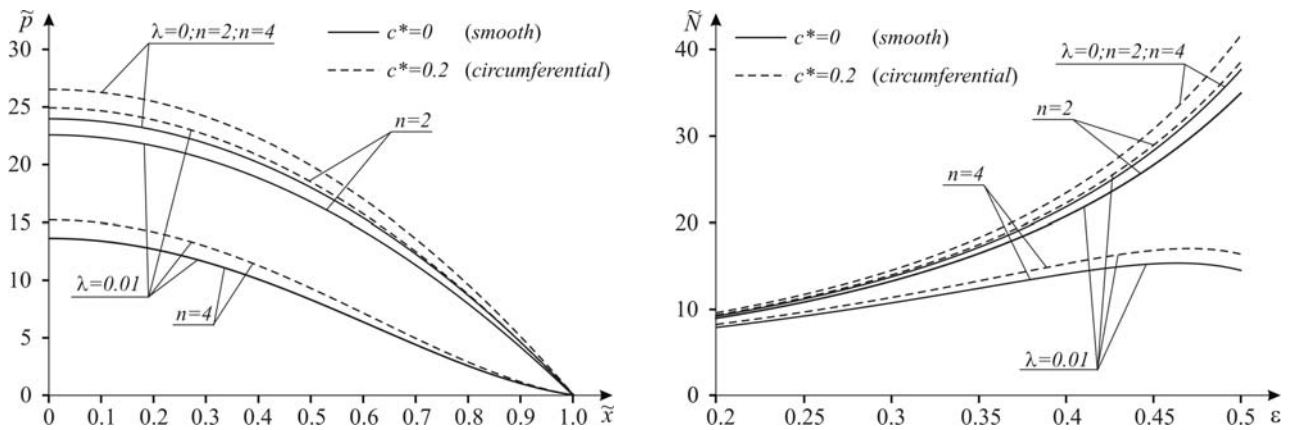 p̃
30
25
20
15
10
5
0
λ=0;n=2;n=4
c*=0 (smooth)
c*=0.2 (circumferential)
n=2
λ=0.01
n=4
0 0.1 0.2 0.3 0.4 0.5 0.6 0.7 0.8 0.9 1.0 x̃
Ñ
40
30
20
10
0
c*=0 (smooth)
c*=0.2 (circumferential)
λ=0;n=2;n=4
n=2
n=4
λ=0.01
0.2 0.25 0.3 0.35 0.4 0.45 0.5 ε